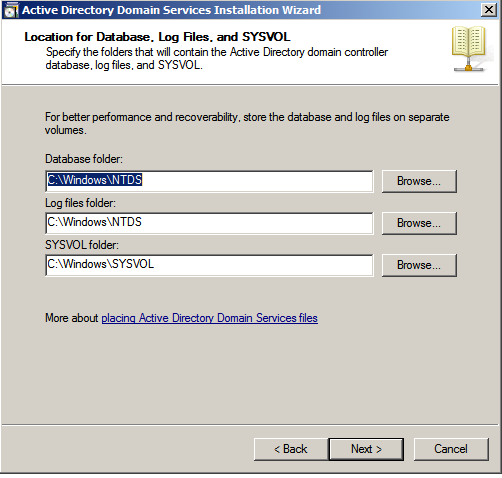 Active Directory Domain Services Installation Wizard
Location for Database, Log Files, and SYSVOL
Specify the folders that will contain the Active Directory domain controller
database, log files, and SYSVOL.
For better performance and recoverability, store the database and log files on separate
volumes.
Database folder:
C:\Windows\NTDS
Browse...
Log files folder:
C:\Windows\NTDS
Browse...
SYSVOL folder:
C:\Windows\SYSVOL
Browse...
More about placing Active Directory Domain Services files
< Back
Next >
Cancel